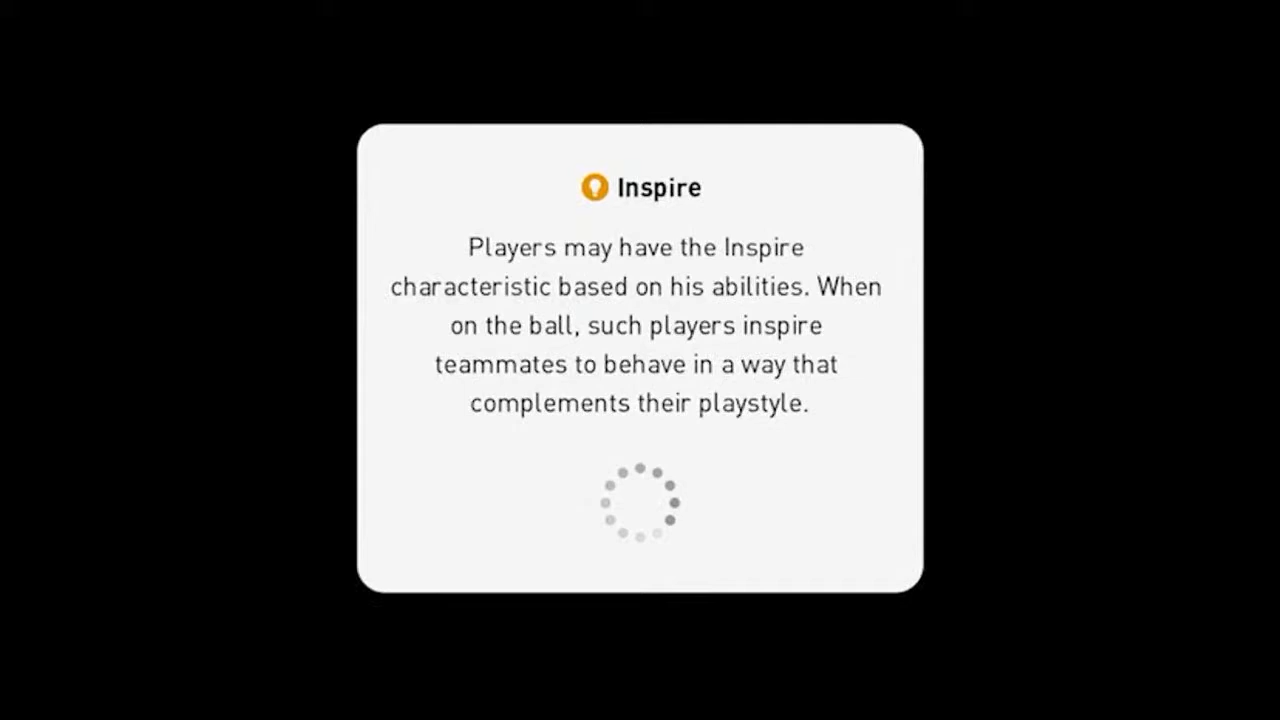 Inspire
Players may have the Inspire
characteristic based on his abilities. When
on the ball, such players inspire
teammates to behave in a way that
complements their playstyle.